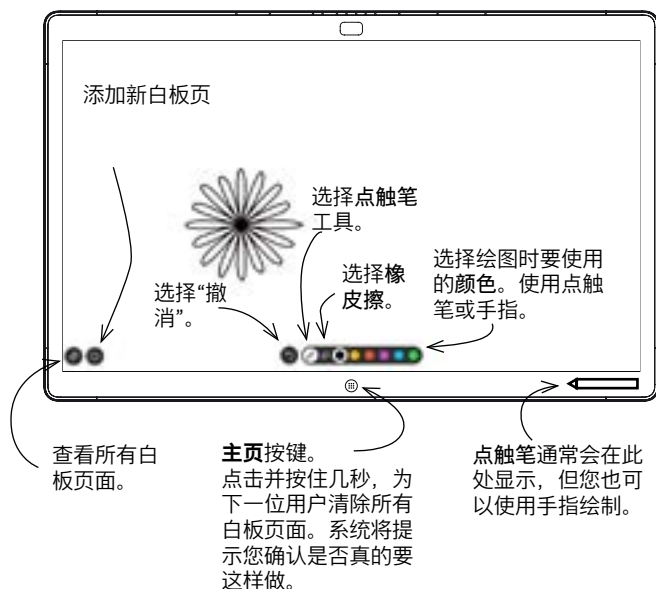 添加新白板页
选择点触笔
工具。
选择橡
皮擦。
选择绘图时要使用
的颜色。使用点触
笔或手指。
选择“撤
消”。
查看所有白
板页面。
主页按键。
点击并按住几秒，为
下一位用户清除所有
白板页面。系统将提
示您确认是否真的要
这样做。
点触笔通常会在此
处显示，但您也可
以使用手指绘制。